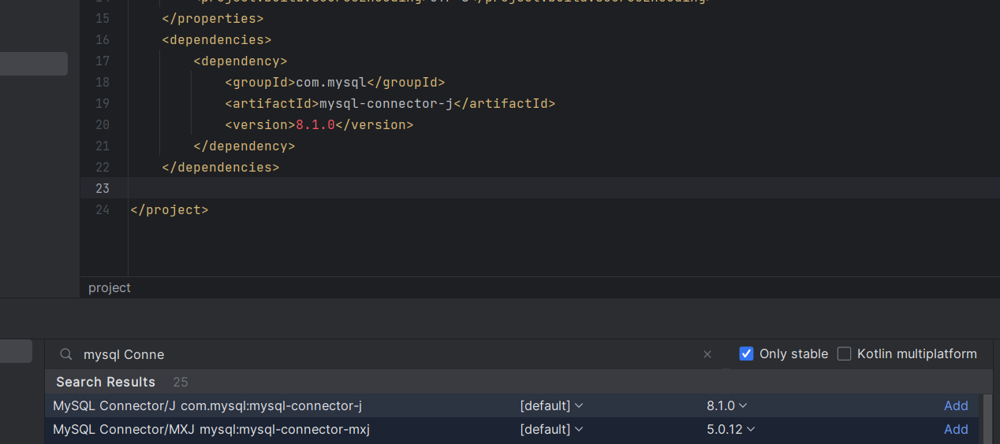 15 </properties>
16 <dependencies>
17 <dependency>
18 <groupId>com.mysql</groupId>
19 <artifactId>mysql-connector-j</artifactId>
20 <version>8.1.0</version>
21 </dependency>
22 </dependencies>
23
24 </project>
project
mysql Conne × Only stable Kotlin multiplatform
Search Results 25
MySQL Connector/J com.mysql:mysql-connector-j [default] 8.1.0 Add
MySQL Connector/MXJ mysql:mysql-connector-mxj [default] 5.0.12 Add